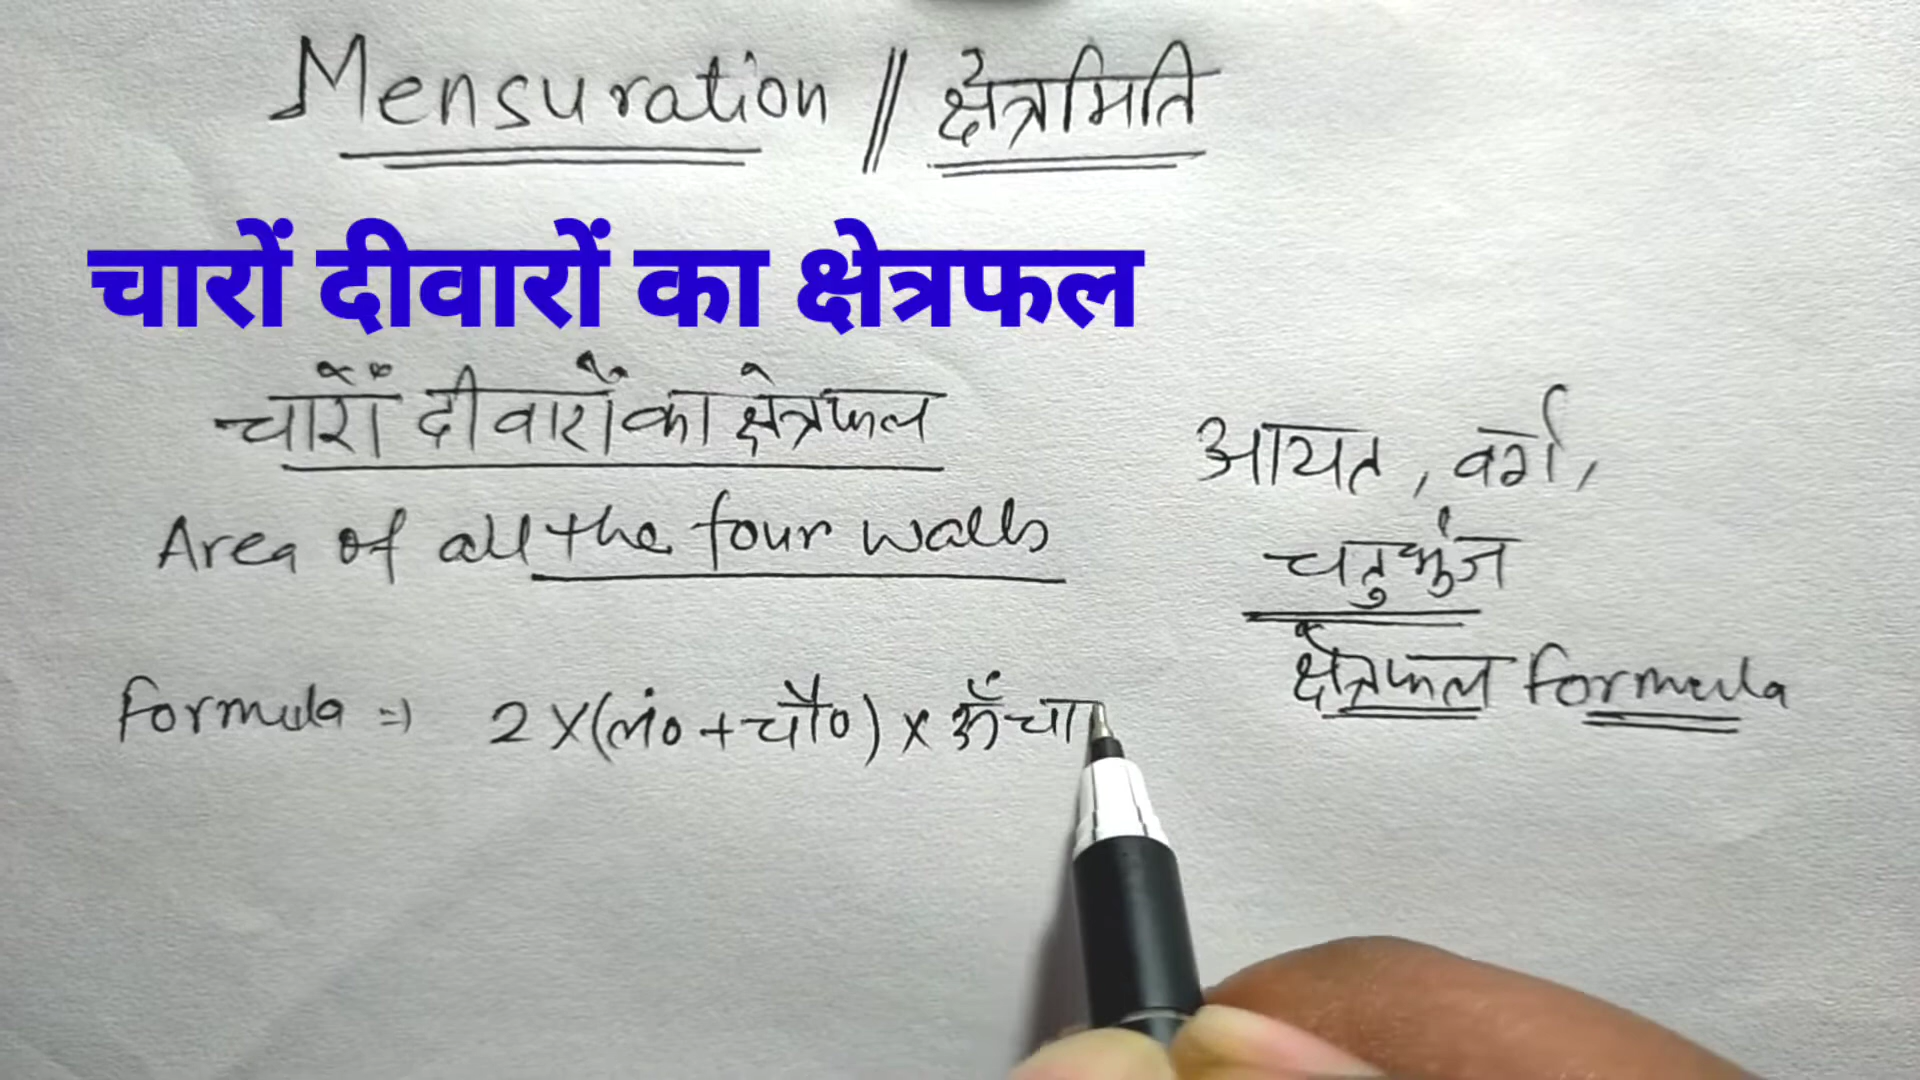 Mensuration // क्षेत्रमिति
चारों दीवारों का क्षेत्रफल
चारों दीवारों का क्षेत्रफल
Area of all the four walls
आयत, वर्ग,
चतुर्भुज
क्षेत्रफल formula
formula ⇒ 2 × (लं० + चौ०) × ऊँचा